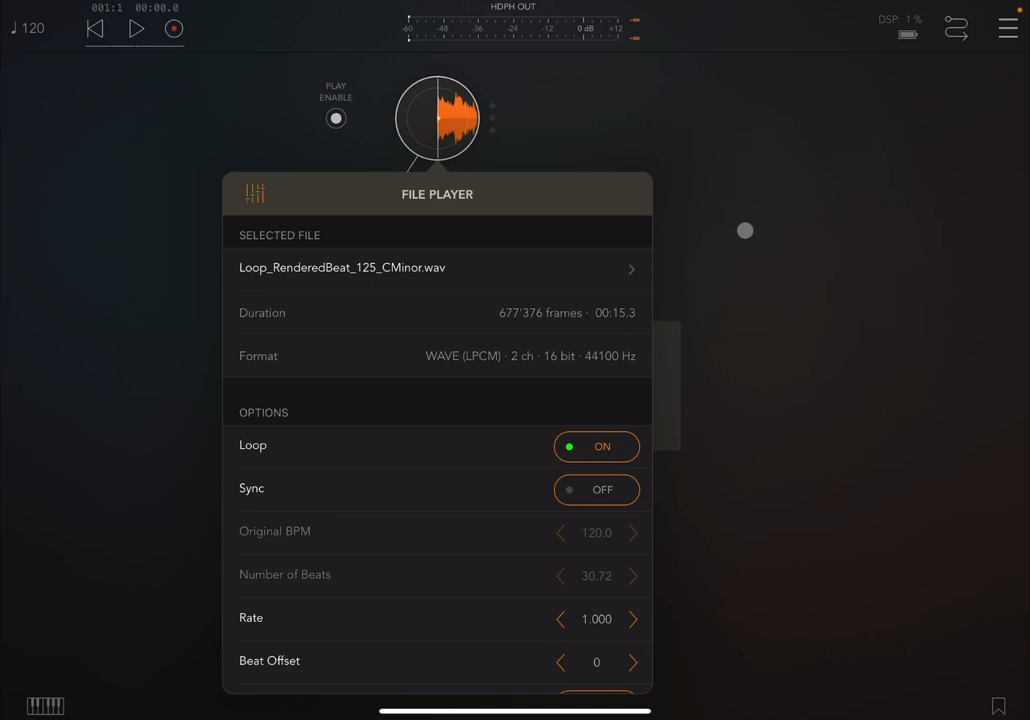 ♩ 120
001:1 00:00.0
HDPH OUT
-60 -48 -36 -24 -12 0 dB +12
-∞
-∞
DSP: 1 %
PLAY
ENABLE
FILE PLAYER
SELECTED FILE
Loop_RenderedBeat_125_CMinor.wav
Duration 677'376 frames · 00:15.3
Format WAVE (LPCM) · 2 ch · 16 bit · 44100 Hz
OPTIONS
Loop ON
Sync OFF
Original BPM 120.0
Number of Beats 30.72
Rate 1.000
Beat Offset 0